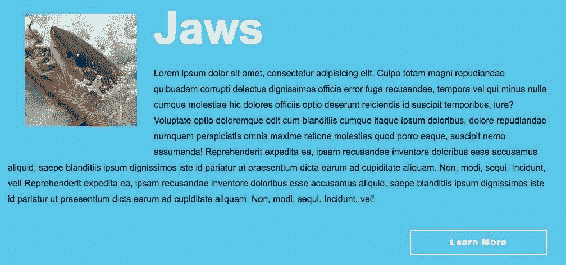 Jaws
Lorem ipsum dolor sit amet, consectetur adipisicing elit. Culpa totam magni repudiandae
quibusdam corrupti delectus dignissimos officia error fuga recusandae, tempora vel qui minus nulla
cumque molestiae hic dolores officiis optio deserunt reiciendis id suscipit temporibus, iure?
Voluptate optio doloremque odit cum blanditiis cumque itaque ipsum doloribus, dolore repudiandae
numquam perspiciatis omnia maxime ratione molestias quod porro eaque, suscipit nemo
assumenda! Reprehenderit expedita ea, ipsam recusandae inventore doloribus esse accusamus
aliquid, saepe blanditiis ipsum dignissimos iste id pariatur ut praesentium dicta earum ad cupiditate aliquam. Non, modi, sequi. Incidunt,
vel! Reprehenderit expedita ea, ipsam recusandae inventore doloribus esse accusamus aliquid, saepe blanditiis ipsum dignissimos iste
id pariatur ut praesentium dicta earum ad cupiditate aliquam. Non, modi, sequi. Incidunt, vel!
Learn More